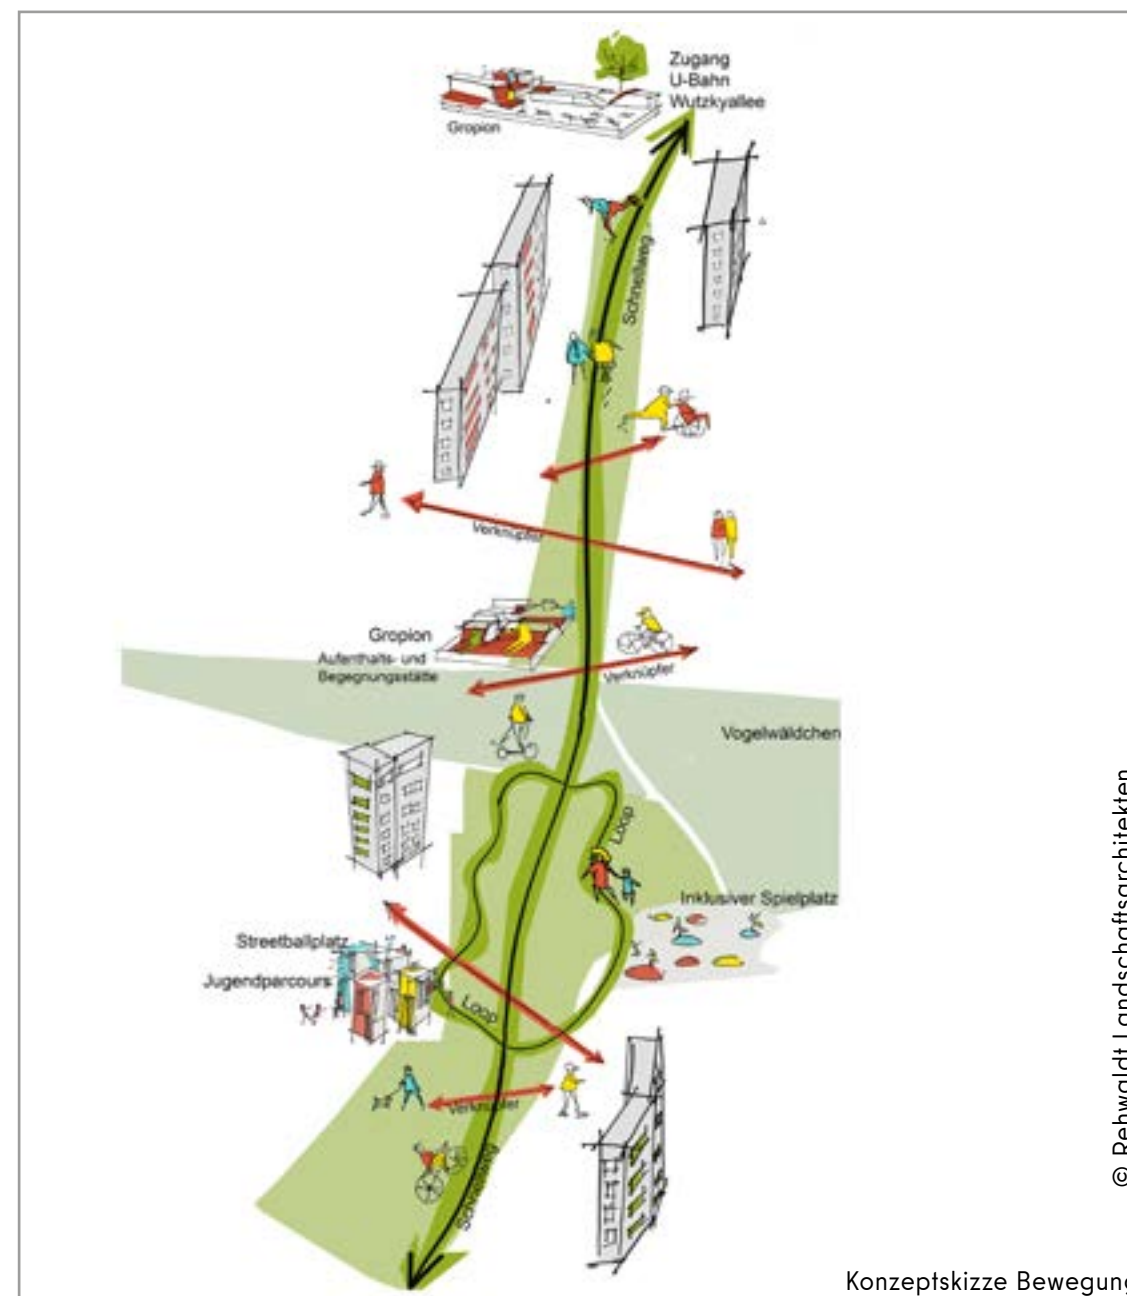 Zugang
U-Bahn
Wutzkyallee
Gropion
Schnellweg
Verknüpfer
Gropion
Aufenthalts- und
Begegnungsstätte
Verknüpfer
Vogelwäldchen
Loop
Inklusiver Spielplatz
Streetballplatz
Jugendparcours
Loop
Verknüpfer
Schnellweg
© Rehwaldt Landschaftsarchitekten
Konzeptskizze Bewegung